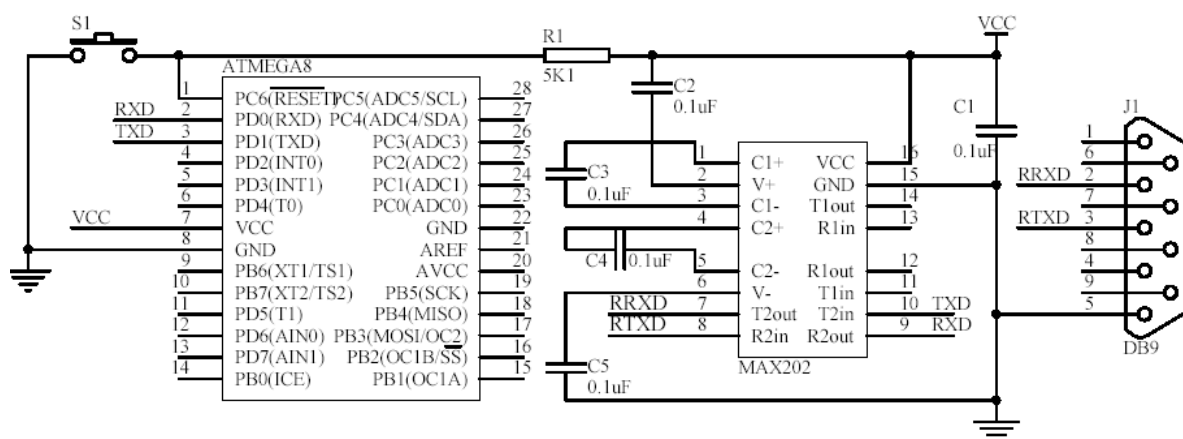 S1
R1
5K1
VCC
ATMEGA8
1 PC6(RESET) PC5(ADC5/SCL) 28
RXD 2 PD0(RXD) PC4(ADC4/SDA) 27
TXD 3 PD1(TXD) PC3(ADC3) 26
4 PD2(INT0) PC2(ADC2) 25
5 PD3(INT1) PC1(ADC1) 24
6 PD4(T0) PC0(ADC0) 23
VCC 7 VCC GND 22
8 GND AREF 21
9 PB6(XT1/TS1) AVCC 20
10 PB7(XT2/TS2) PB5(SCK) 19
11 PD5(T1) PB4(MISO) 18
12 PD6(AIN0) PB3(MOSI/OC2) 17
13 PD7(AIN1) PB2(OC1B/SS) 16
14 PB0(ICE) PB1(OC1A) 15
C2
0.1uF
C3
0.1uF
C4 0.1uF
C5
0.1uF
C1
0.1uF
1 C1+ VCC 16
2 V+ GND 15
3 C1- T1out 14
4 C2+ R1in 13
5 C2- R1out 12
6 V- T1in 11
RRXD 7 T2out T2in 10 TXD
RTXD 8 R2in R2out 9 RXD
MAX202
J1
1
6
RRXD 2
7
RTXD 3
8
4
9
5
DB9